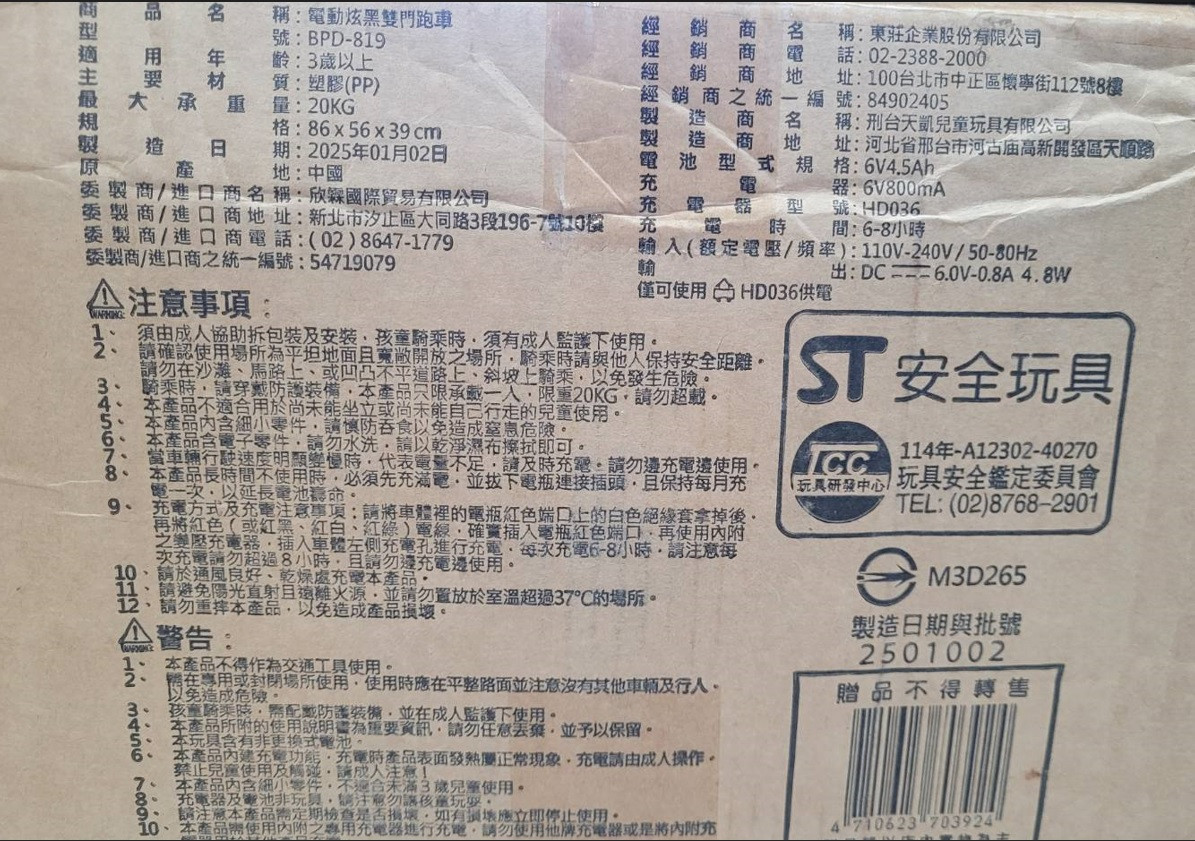 商品名稱：電動炫黑雙門跑車
型號：BPD-819
適用年齡：3歲以上
主要材質：塑膠(PP)
最大承重量：20KG
規格：86 x 56 x 39 cm
製造日期：2025年01月02日
原產地：中國
委製商/進口商名稱：欣霖國際貿易有限公司
委製商/進口商地址：新北市汐止區大同路3段196-7號10樓
委製商/進口商電話：(02)8647-1779
委製商/進口商之統一編號：54719079
經銷商名稱：東莊企業股份有限公司
經銷商電話：02-2388-2000
經銷商地址：100台北市中正區懷寧街112號8樓
經銷商之統一編號：84902405
製造商名稱：刑台天凱兒童玩具有限公司
製造商地址：河北省邢台市河古庙高新開發區天順路
電池型式規格：6V4.5Ah
充電器：6V800mA
充電器型號：HD036
充電時間：6-8小時
輸入(額定電壓/頻率)：110V-240V/50-80Hz
輸出：DC ⎓ 6.0V-0.8A 4.8W
僅可使用 HD036供電
WARNING: 注意事項：
1、須由成人協助拆包裝及安裝，孩童騎乘時，須有成人監護下使用。
2、請確認使用場所為平坦地面且寬敞開放之場所，騎乘時請與他人保持安全距離。
請勿在沙灘、馬路上、或凹凸不平道路上、斜坡上騎乘，以免發生危險。
3、騎乘時，請穿戴防護裝備，本產品只限承載一人，限重20KG，請勿超載。
4、本產品不適合用於尚未能坐立或尚未能自己行走的兒童使用。
5、本產品內含細小零件，請慎防吞食以免造成窒息危險。
6、本產品含電子零件，請勿水洗，請以乾淨濕布擦拭即可。
7、當車輛行駛速度明顯變慢時，代表電量不足，請及時充電。請勿邊充電邊使用。
8、本產品長時間不使用時，必須先充滿電，並拔下電瓶連接插頭，且保持每月充
電一次，以延長電池壽命。
9、充電方式及充電注意事項：請將車體裡的電瓶紅色端口上的白色絕緣套拿掉後，
再將紅色(或紅黑、紅白、紅綠)電線，確實插入電瓶紅色端口，再使用內附
之變壓充電器，插入車體左側充電孔進行充電，每次充電6-8小時，請注意每
次充電請勿超過8小時，且請勿邊充電邊使用。
10、請於通風良好、乾燥處充電本產品。
11、請避免陽光直射且遠離火源，並請勿置放於室溫超過37°C的場所。
12、請勿重摔本產品，以免造成產品損壞。
WARNING: 警告：
1、本產品不得作為交通工具使用。
2、需在專用或封閉場所使用，使用時應在平整路面並注意沒有其他車輛及行人，
以免造成危險。
3、孩童騎乘時，需配戴防護裝備，並在成人監護下使用。
4、本產品所附的使用說明書為重要資訊，請勿任意丟棄，並予以保留。
5、本玩具含有非更換式電池。
6、本產品內建充電功能，充電時產品表面發熱屬正常現象，充電請由成人操作，
禁止兒童使用及觸碰，請成人注意！
7、本產品內含細小零件，不適合未滿3歲兒童使用。
8、充電器及電池非玩具，請注意勿讓孩童玩耍。
9、請注意本產品需定期檢查是否損壞，如有損壞應立即停止使用。
10、本產品需使用內附之專用充電器進行充電，請勿使用他牌充電器或是將內附充
ST 安全玩具
TCC
玩具研發中心
114年-A12302-40270
玩具安全鑑定委員會
TEL: (02)8768-2901
M3D265
製造日期與批號
2501002
贈品不得轉售
4 710623 703924